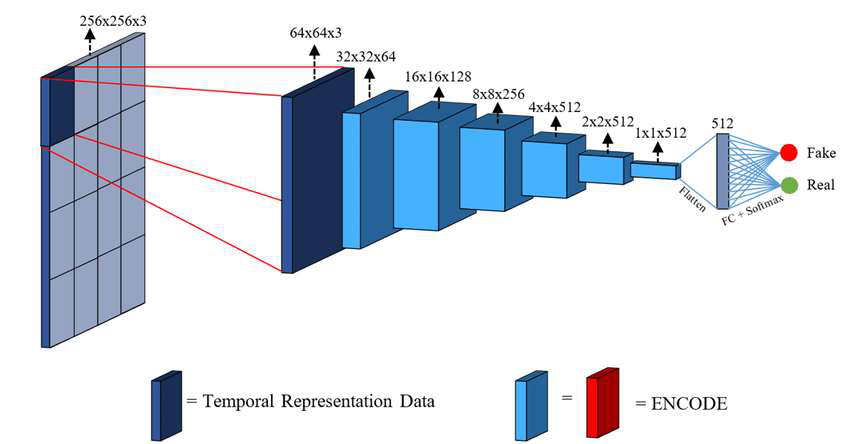 256x256x3
64x64x3
32x32x64
16x16x128
8x8x256
4x4x512
2x2x512
1x1x512
512
Fake
Real
Flatten
FC + Softmax
= Temporal Representation Data
=
= ENCODE